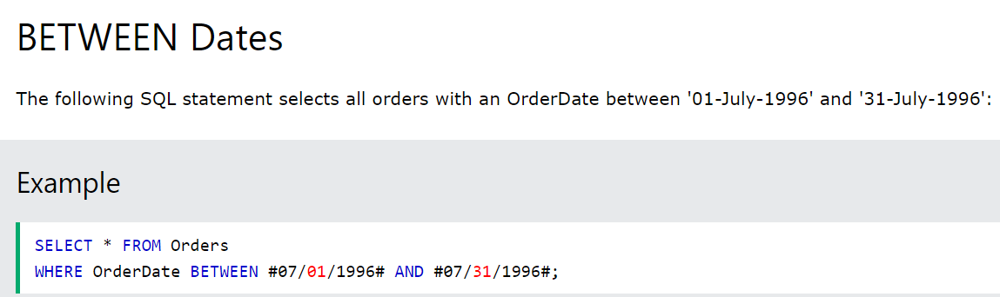 BETWEEN Dates
The following SQL statement selects all orders with an OrderDate between '01-July-1996' and '31-July-1996':
Example
SELECT * FROM Orders
WHERE OrderDate BETWEEN #07/01/1996# AND #07/31/1996#;